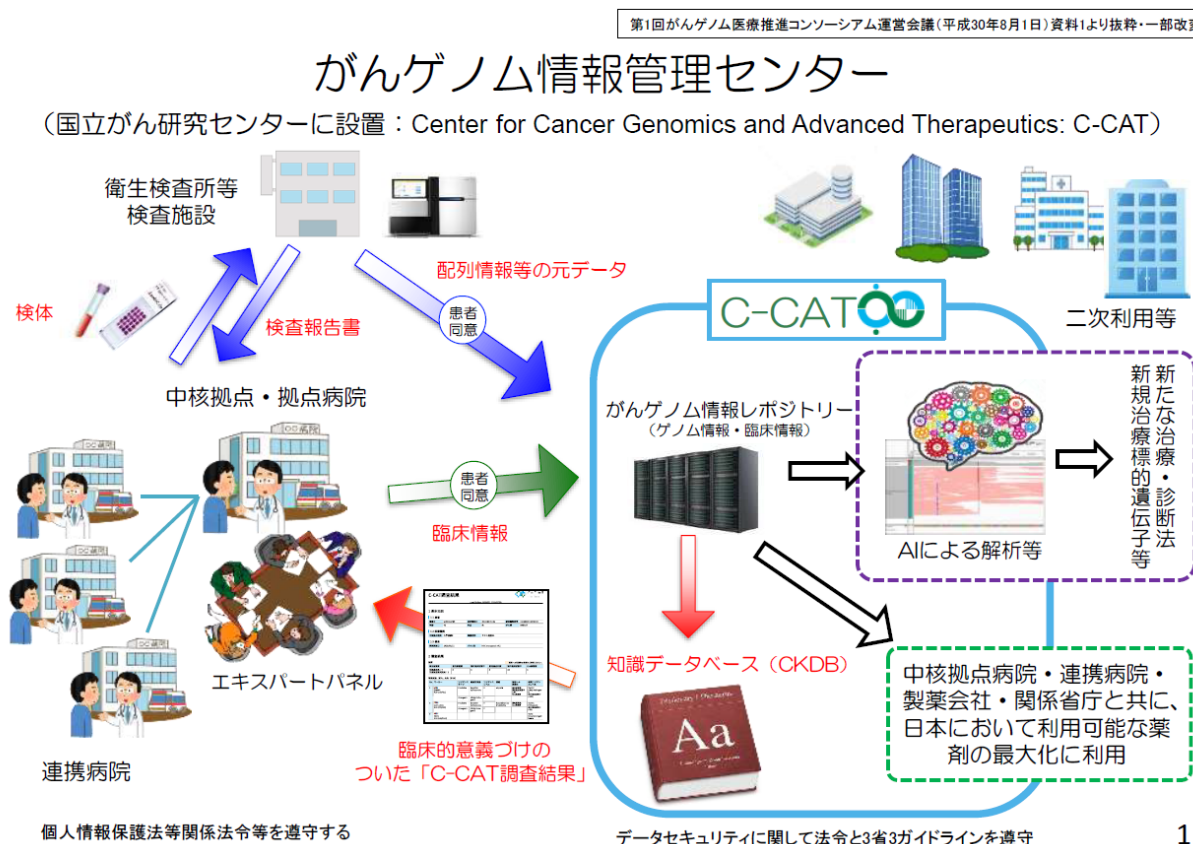 第1回がんゲノム医療推進コンソーシアム運営会議(平成30年8月1日)資料1より抜粋・一部改
がんゲノム情報管理センター
(国立がん研究センターに設置:Center for Cancer Genomics and Advanced Therapeutics: C-CAT)
衛生検査所等
検査施設
配列情報等の元データ
検体
検査報告書
患者
同意
C-CAT
二次利用等
中核拠点・拠点病院
がんゲノム情報レポジトリー
(ゲノム情報・臨床情報)
新たな治療・診断法
新規治療標的遺伝子等
患者
同意
臨床情報
AIによる解析等
エキスパートパネル
連携病院
C-CAT調査結果
臨床的意義づけの
ついた「C-CAT調査結果」
知識データベース(CKDB)
Aa
中核拠点病院・連携病院・
製薬会社・関係省庁と共に、
日本において利用可能な薬
剤の最大化に利用
個人情報保護法等関係法令等を遵守する
データセキュリティに関して法令と3省3ガイドラインを遵守
1